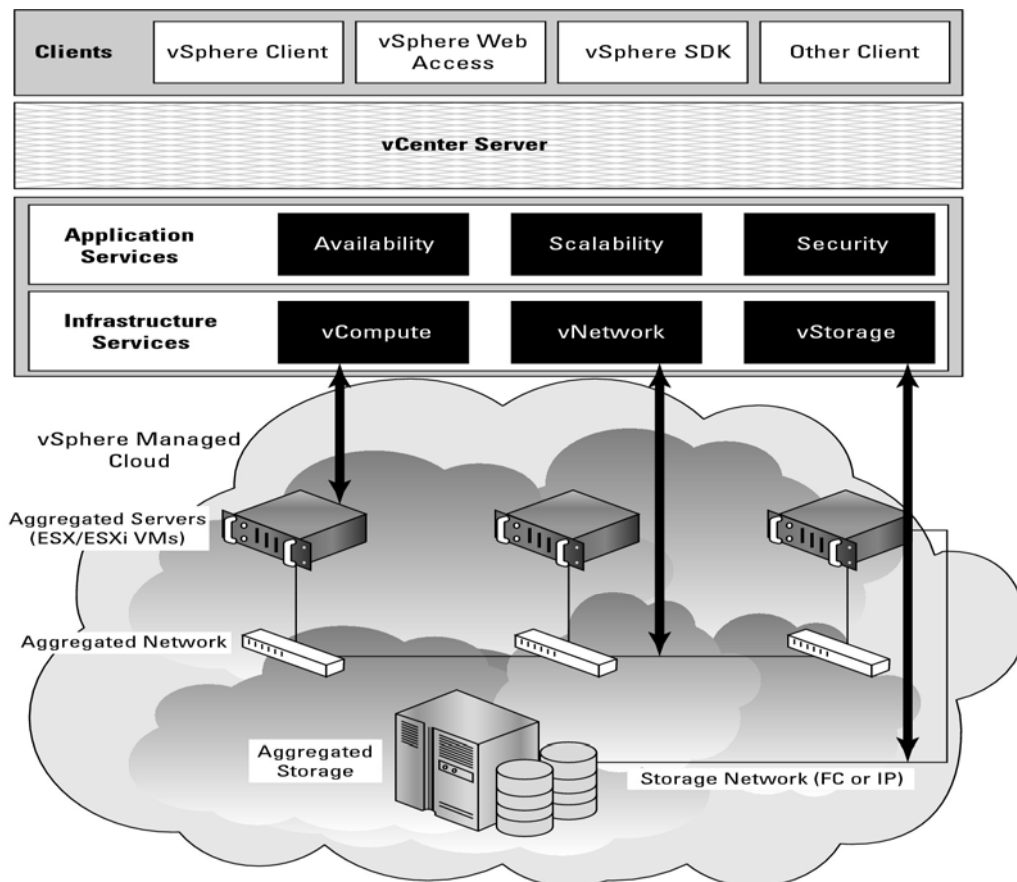 Clients
vSphere Client
vSphere Web
Access
vSphere SDK
Other Client
vCenter Server
Application
Services
Availability
Scalability
Security
Infrastructure
Services
vCompute
vNetwork
vStorage
vSphere Managed
Cloud
Aggregated Servers
(ESX/ESXi VMs)
Aggregated Network
Aggregated
Storage
Storage Network (FC or IP)